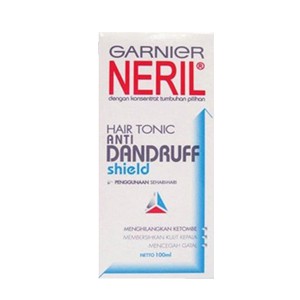 GARNIER
NERIL®
dengan konsentrat tumbuhan pilihan
HAIR TONIC
ANTI
DANDRUFF
shield
PENGGUNAAN SEHARI-HARI
MENGHILANGKAN KETOMBE
MEMBERSIHKAN KULIT KEPALA
MENCEGAH GATAL
NETTO 100ml